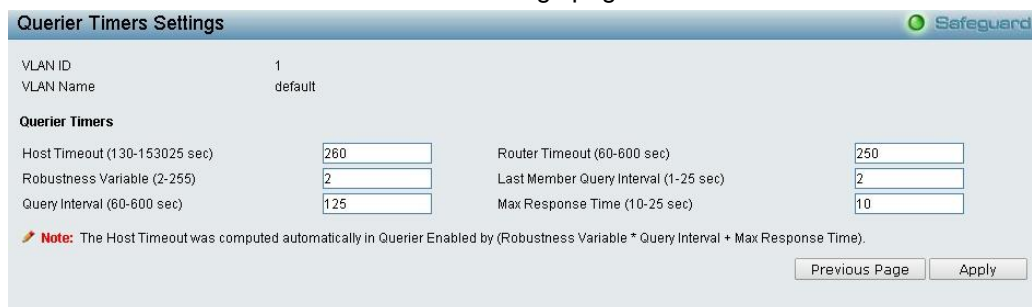 Querier Timers Settings Safeguard
VLAN ID 1
VLAN Name default
Querier Timers
Host Timeout (130-153025 sec) 260 Router Timeout (60-600 sec) 250
Robustness Variable (2-255) 2 Last Member Query Interval (1-25 sec) 2
Query Interval (60-600 sec) 125 Max Response Time (10-25 sec) 10
Note: The Host Timeout was computed automatically in Querier Enabled by (Robustness Variable * Query Interval + Max Response Time).
Previous Page Apply